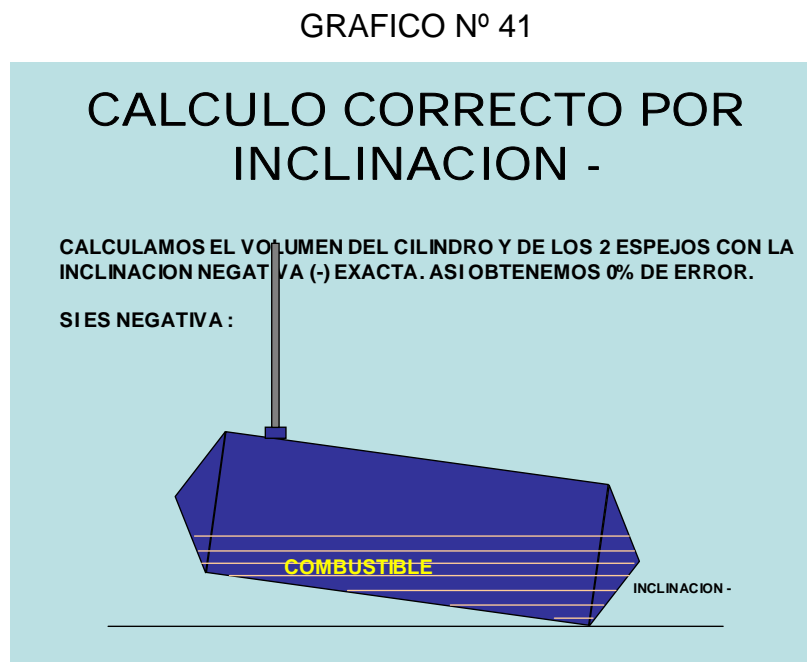 GRAFICO Nº 41
CALCULO CORRECTO POR
INCLINACION -
CALCULAMOS EL VOLUMEN DEL CILINDRO Y DE LOS 2 ESPEJOS CON LA
INCLINACION NEGATIVA (-) EXACTA. ASI OBTENEMOS 0% DE ERROR.
SI ES NEGATIVA :
COMBUSTIBLE
INCLINACION -